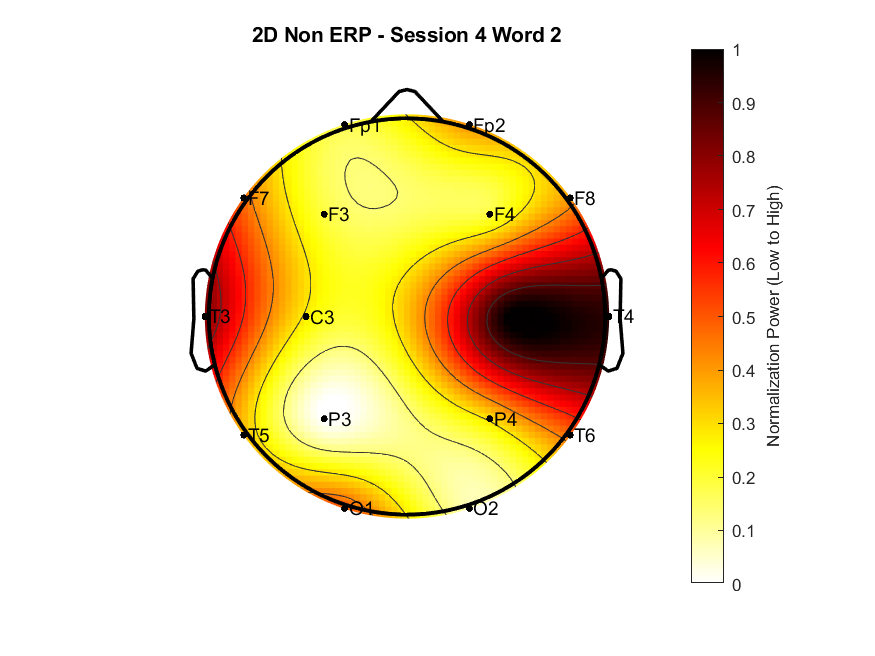 2D Non ERP - Session 4 Word 2
Fp1
Fp2
F7
F8
F3
F4
T3
C3
T4
P3
P4
T5
T6
O1
O2
1
0.9
0.8
0.7
0.6
0.5
0.4
0.3
0.2
0.1
0
Normalization Power (Low to High)